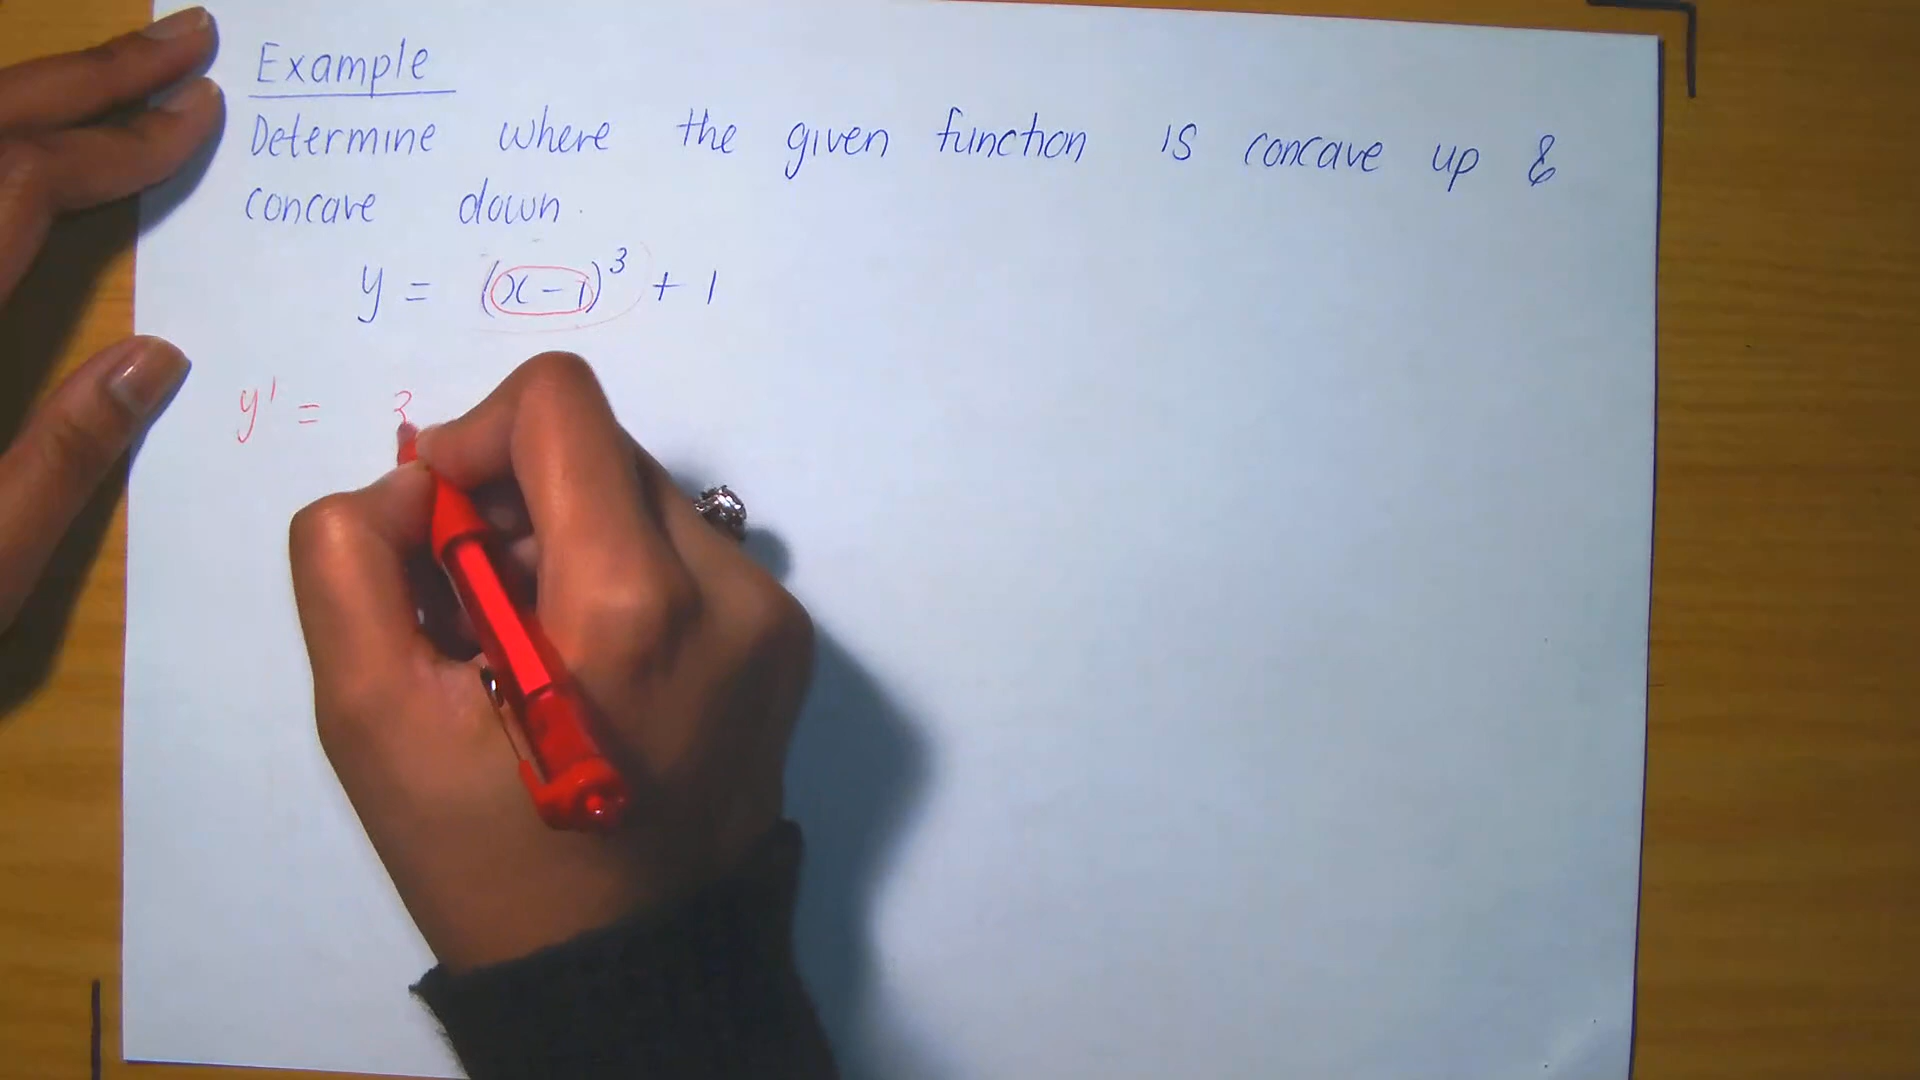 Example
Determine where the given function is concave up &
concave down.
y = (x-1)³ + 1
y' = 3